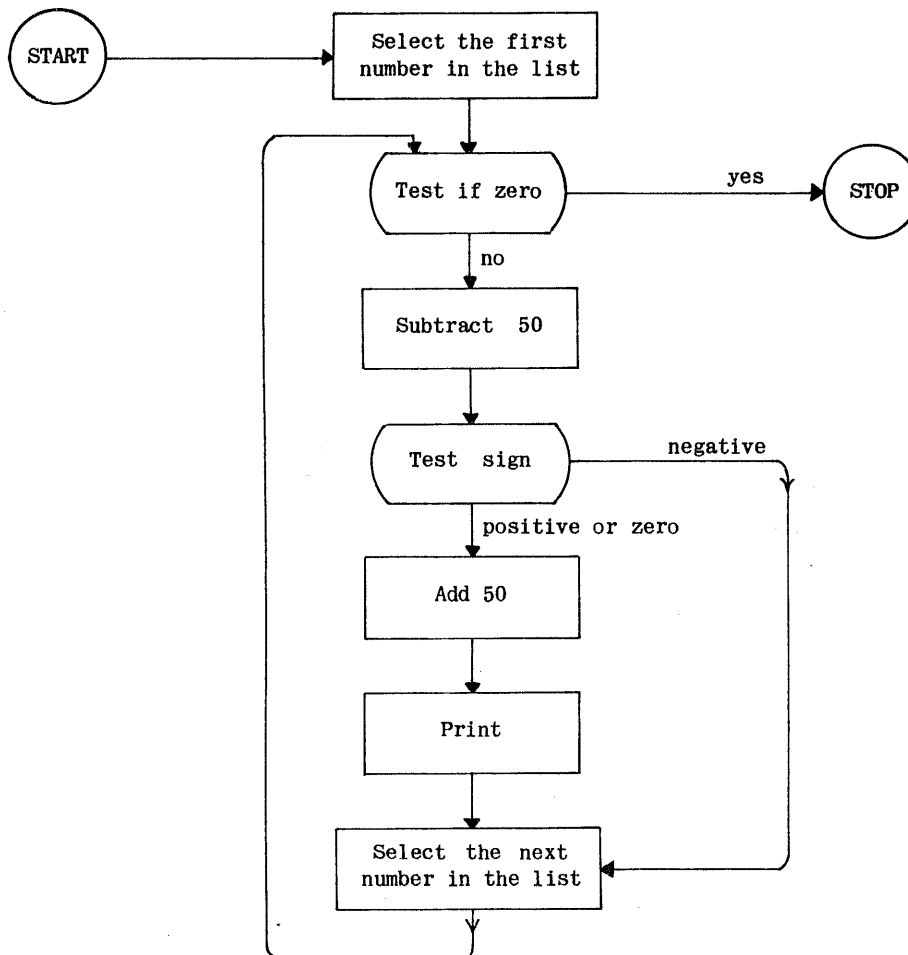 START
Select the first
number in the list
Test if zero
yes
STOP
no
Subtract 50
Test sign
negative
positive or zero
Add 50
Print
Select the next
number in the list